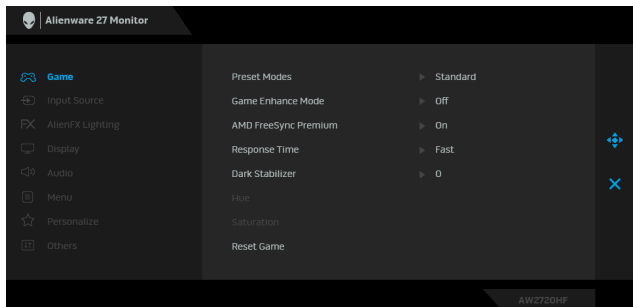 Alienware 27 Monitor
Game
Input Source
AlienFX Lighting
Display
Audio
Menu
Personalize
Others
Preset Modes Standard
Game Enhance Mode Off
AMD FreeSync Premium On
Response Time Fast
Dark Stabilizer 0
Hue
Saturation
Reset Game
AW2720HF